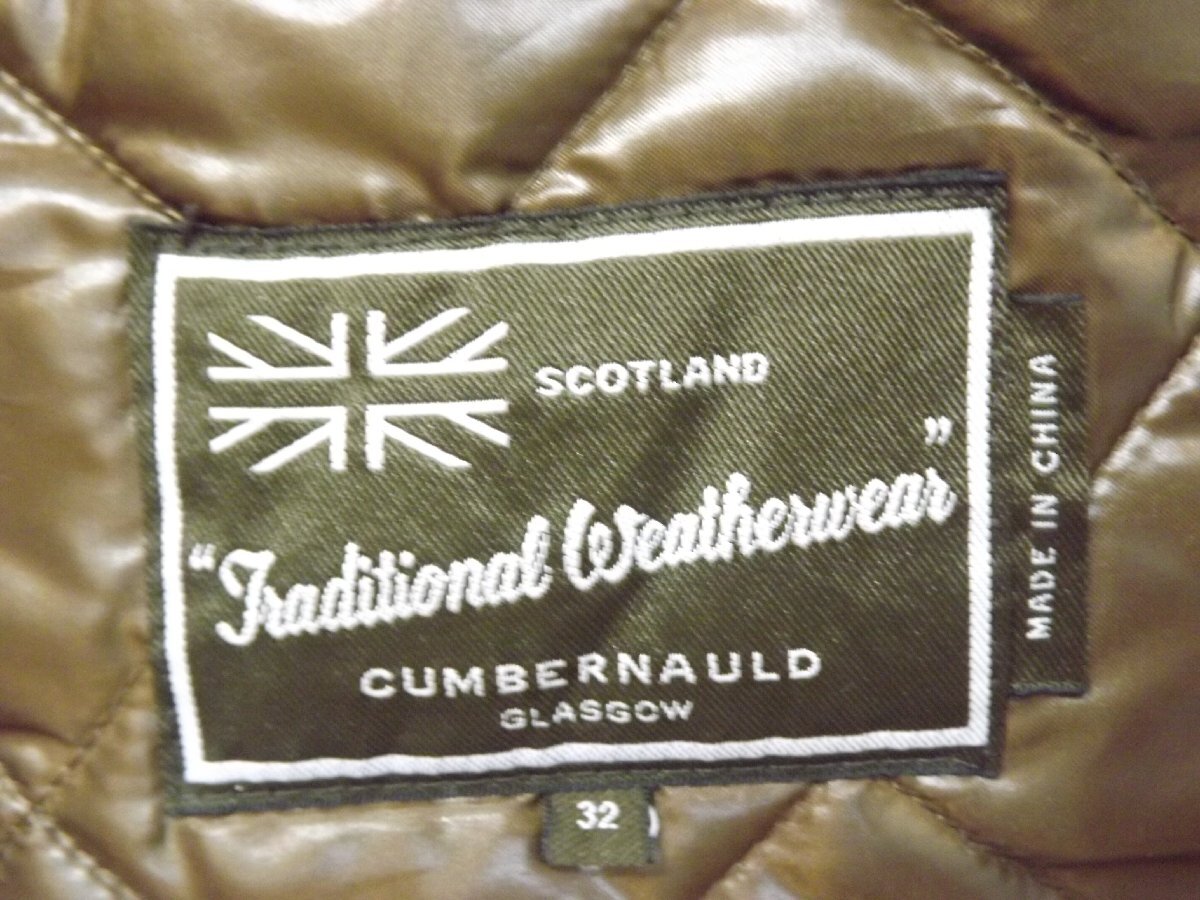 SCOTLAND
"Traditional Weatherwear"
CUMBERNAULD
GLASGOW
MADE IN CHINA
32